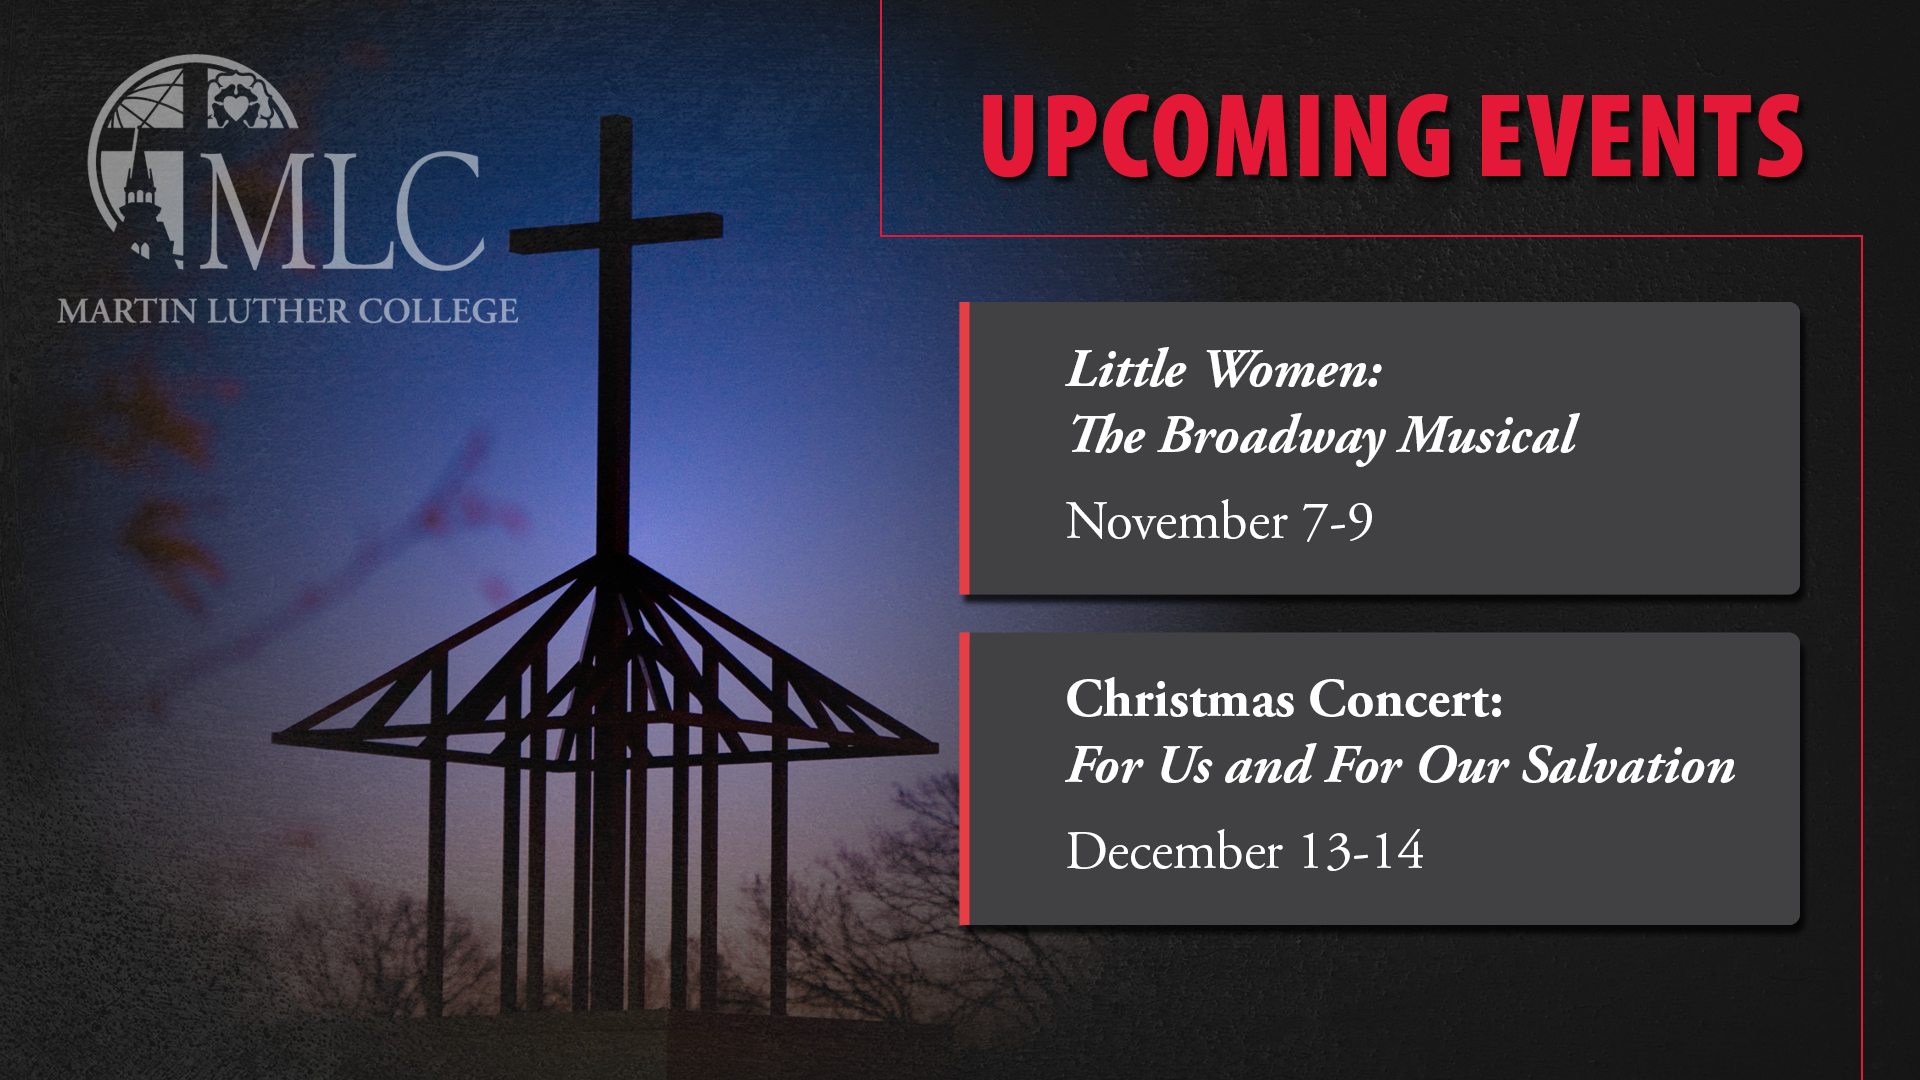 MLC
MARTIN LUTHER COLLEGE
UPCOMING EVENTS
Little Women:
The Broadway Musical
November 7-9
Christmas Concert:
For Us and For Our Salvation
December 13-14